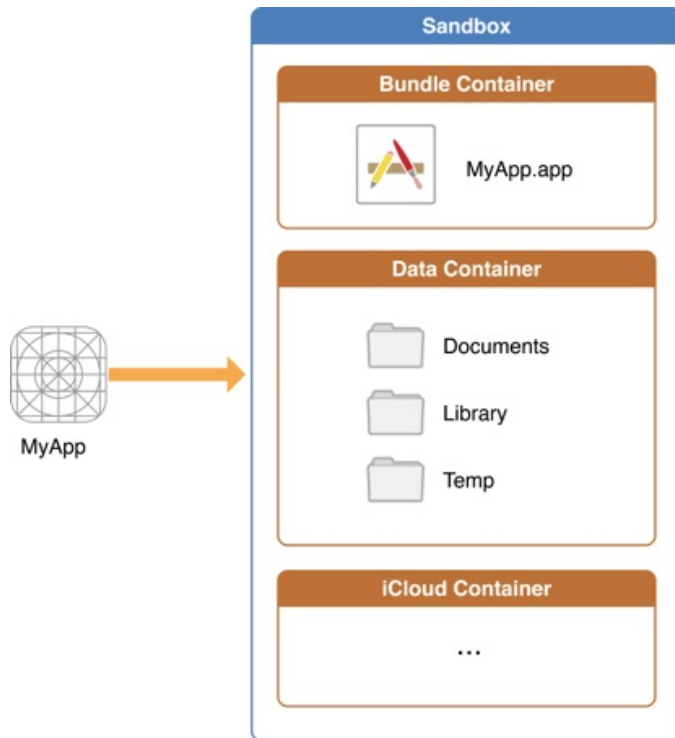 Sandbox
Bundle Container
MyApp.app
Data Container
Documents
Library
Temp
MyApp
iCloud Container
...